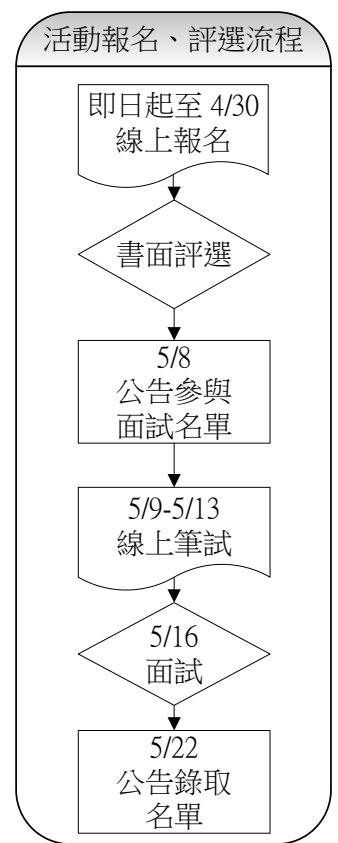 活動報名、評選流程
即日起至 4/30
線上報名
書面評選
5/8
公告參與
面試名單
5/9-5/13
線上筆試
5/16
面試
5/22
公告錄取
名單